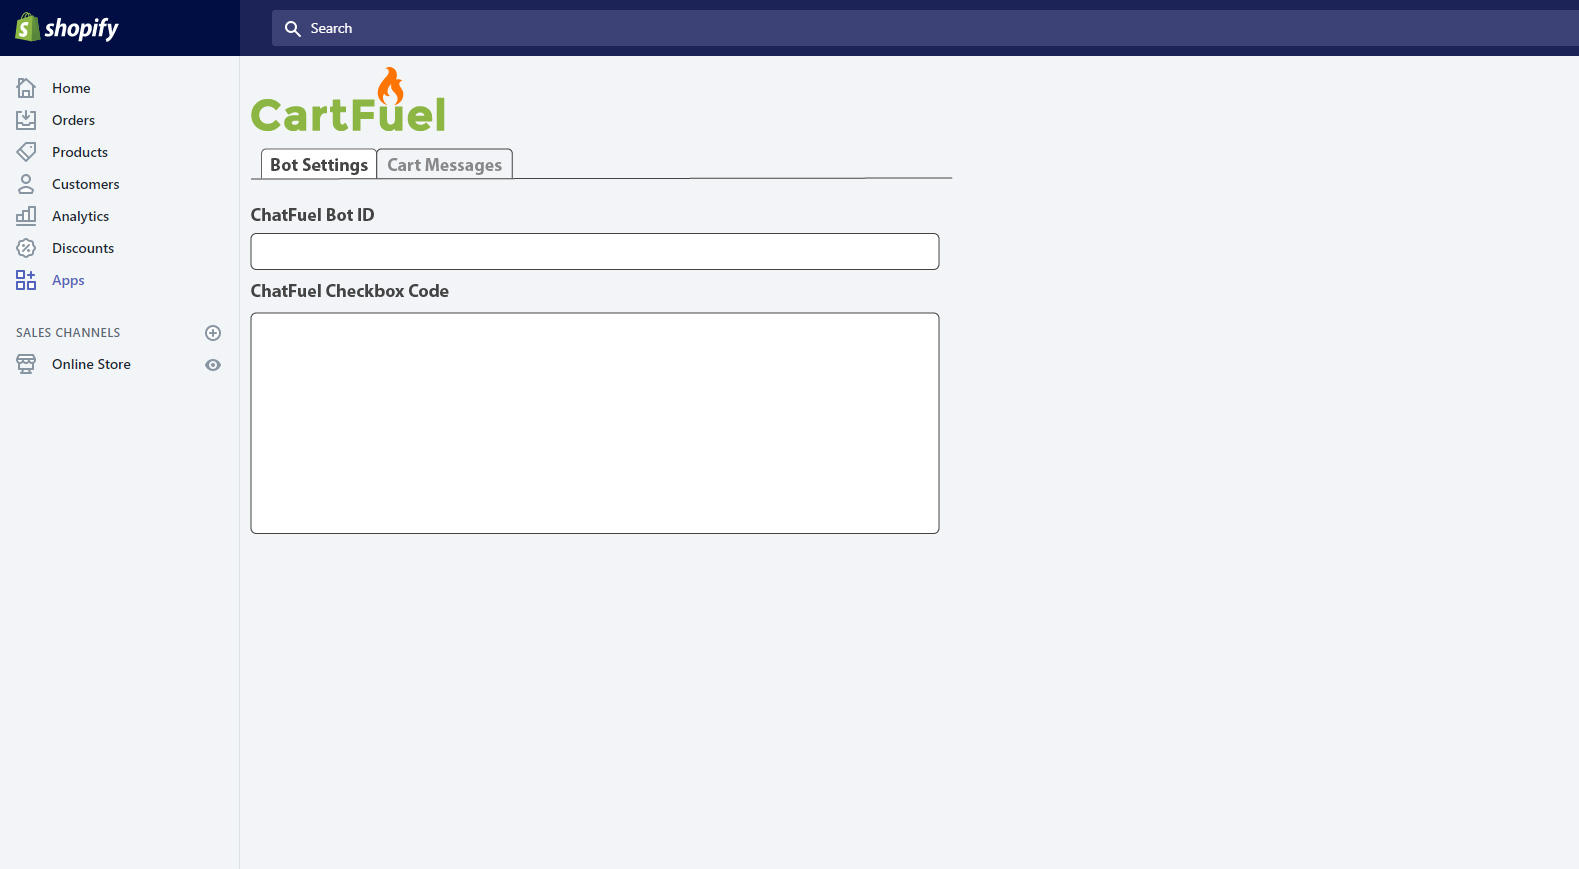 shopify
Search
Home
Orders
Products
Customers
Analytics
Discounts
Apps
SALES CHANNELS
Online Store
CartFuel
Bot Settings
Cart Messages
ChatFuel Bot ID
ChatFuel Checkbox Code